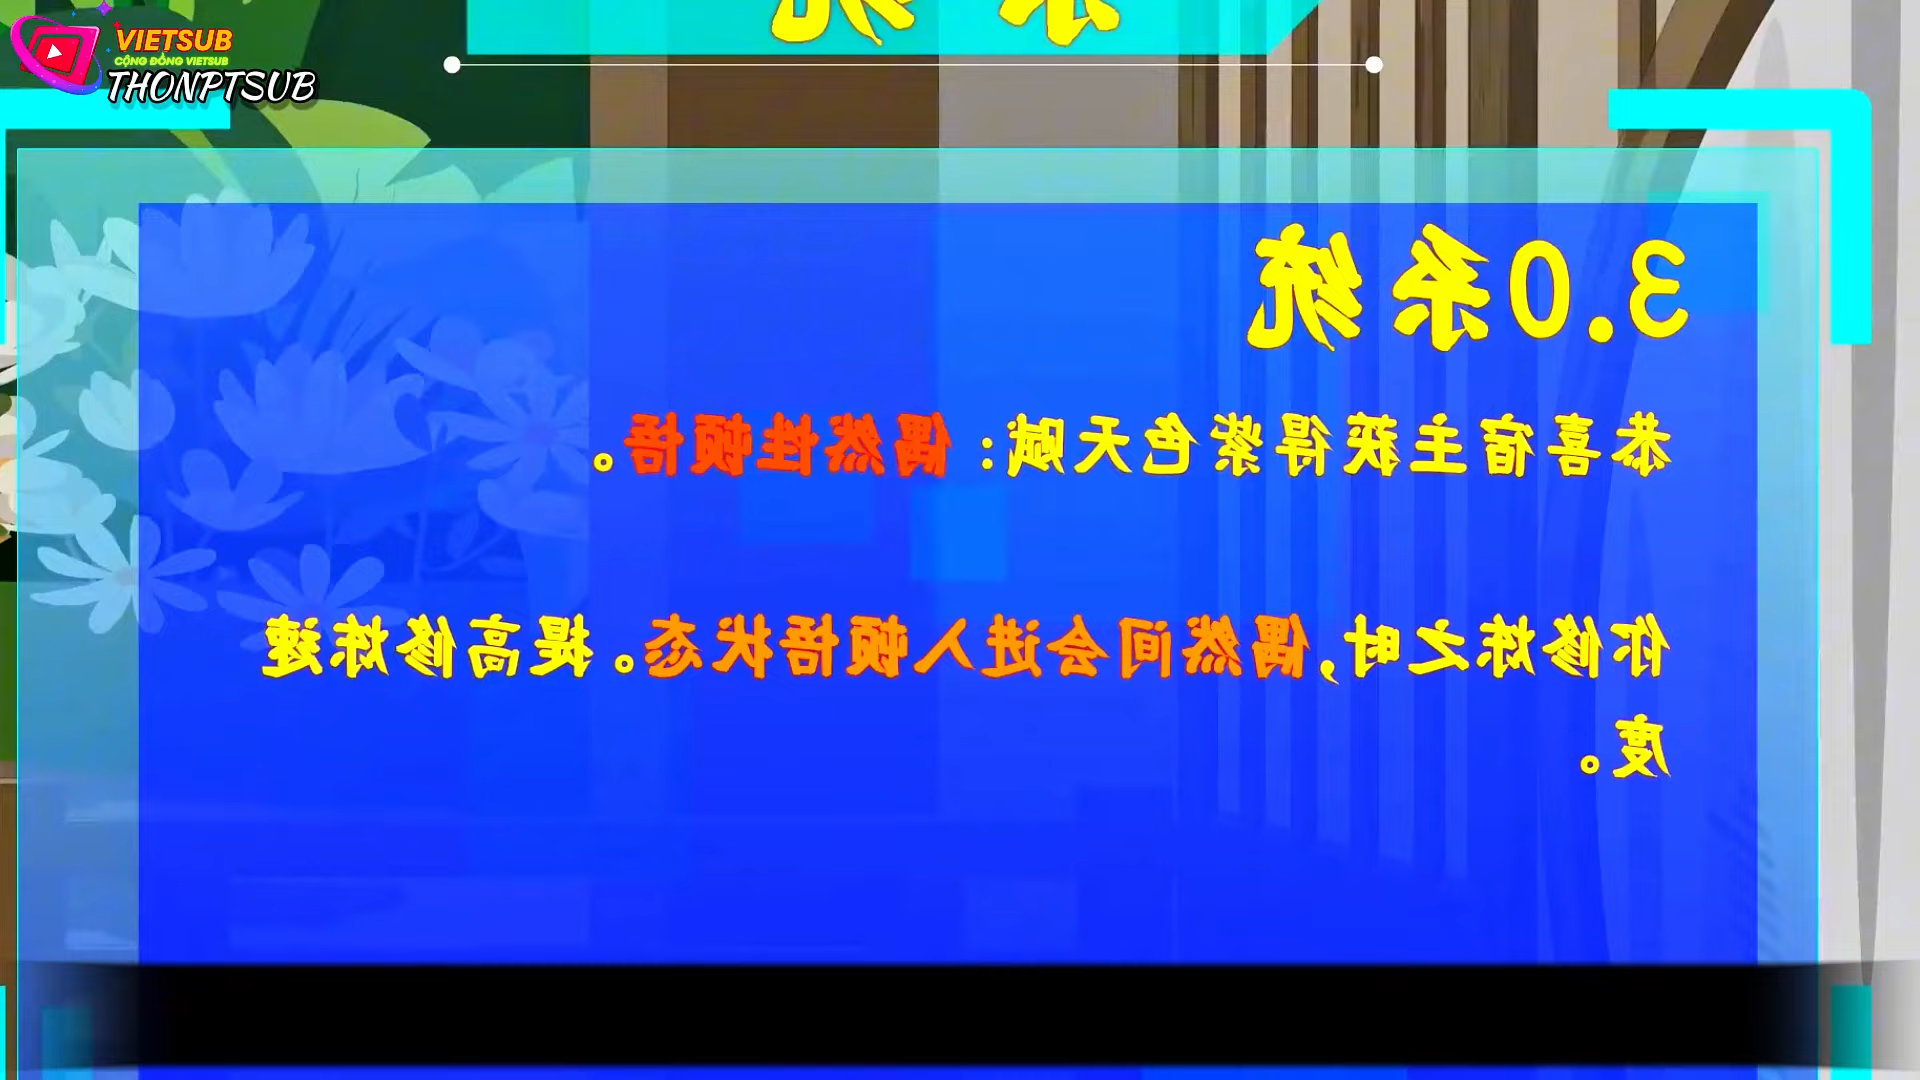 系统
VIETSUB
CỘNG ĐỒNG VIETSUB
THONPTSUB
3.0系统
恭喜宿主获得紫色天赋：偶然性顿悟。
你修炼之时,偶然间会进入顿悟状态。提高修炼速
度。